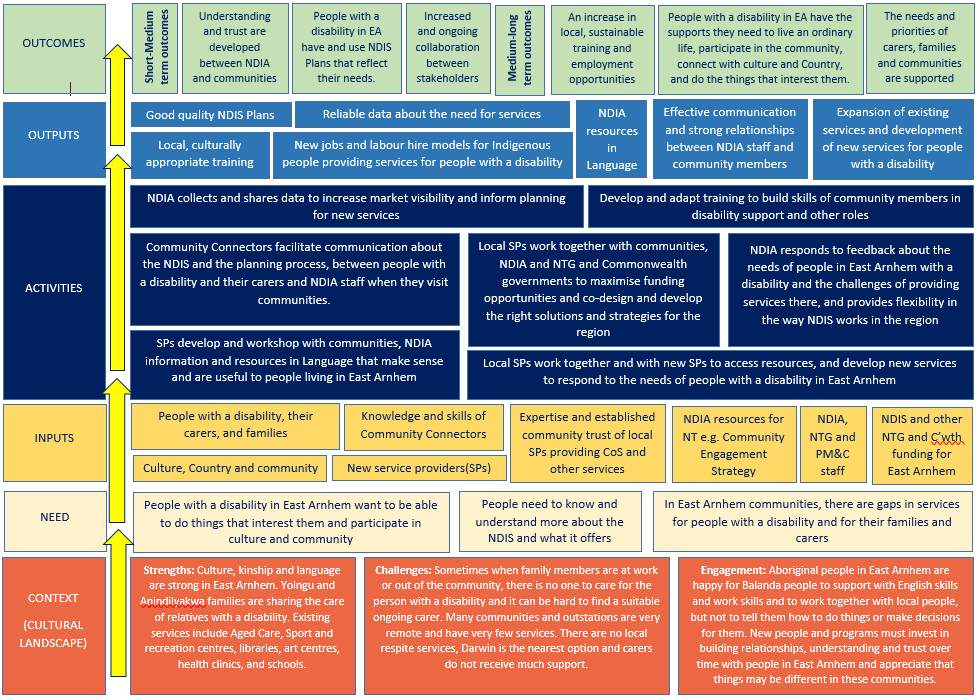 OUTCOMES
Short-Medium
term outcomes
Understanding
and trust are
developed
between NDIA
and communities
People with a
disability in EA
have and use NDIS
Plans that reflect
their needs.
Increased
and ongoing
collaboration
between
stakeholders
Medium-long
term outcomes
An increase in
local, sustainable
training and
employment
opportunities
People with a disability in EA have the
supports they need to live an ordinary
life, participate in the community,
connect with culture and Country,
and do the things that interest them.
The needs and
priorities of
carers, families
and communities
are supported
OUTPUTS
Good quality NDIS Plans
Reliable data about the need for services
Local, culturally
appropriate training
New jobs and labour hire models for Indigenous
people providing services for people with a disability
NDIA
resources
in
Language
Effective communication
and strong relationships
between NDIA staff and
community members
Expansion of existing
services and development
of new services for people
with a disability
ACTIVITIES
NDIA collects and shares data to increase market visibility and inform planning
for new services
Develop and adapt training to build skills of community members in
disability support and other roles
Community Connectors facilitate communication about
the NDIS and the planning process, between people with
a disability and their carers and NDIA staff when they visit
communities.
Local SPs work together with communities,
NDIA and NTG and Commonwealth
governments to maximise funding
opportunities and co-design and develop
the right solutions and strategies for the
region
NDIA responds to feedback about the
needs of people in East Arnhem with a
disability and the challenges of providing
services there, and provides flexibility in
the way NDIS works in the region
SPs develop and workshop with communities, NDIA
information and resources in Language that make sense
and are useful to people living in East Arnhem
Local SPs work together and with new SPs to access resources, and develop new services
to respond to the needs of people with a disability in East Arnhem
INPUTS
People with a disability, their
carers, and families
Knowledge and skills of
Community Connectors
Culture, Country and community
New service providers(SPs)
Expertise and established
community trust of local
SPs providing CoS and
other services
NDIA resources for
NT e.g. Community
Engagement
Strategy
NDIA,
NTG and
PM&C
staff
NDIS and other
NTG and C'wth
funding for
East Arnhem
NEED
People with a disability in East Arnhem want to be able
to do things that interest them and participate in
culture and community
People need to know and
understand more about the
NDIS and what it offers
In East Arnhem communities, there are gaps in services
for people with a disability and for their families and
carers
CONTEXT
(CULTURAL
LANDSCAPE)
Strengths: Culture, kinship and language
are strong in East Arnhem. Yolngu and
Anindilyakwa families are sharing the care
of relatives with a disability. Existing
services include Aged Care, Sport and
recreation centres, libraries, art centres,
health clinics, and schools.
Challenges: Sometimes when family members are at work
or out of the community, there is no one to care for the
person with a disability and it can be hard to find a suitable
ongoing carer. Many communities and outstations are very
remote and have very few services. There are no local
respite services, Darwin is the nearest option and carers
do not receive much support.
Engagement: Aboriginal people in East Arnhem are
happy for Balanda people to support with English skills
and work skills and to work together with local people,
but not to tell them how to do things or make decisions
for them. New people and programs must invest in
building relationships, understanding and trust over
time with people in East Arnhem and appreciate that
things may be different in these communities.